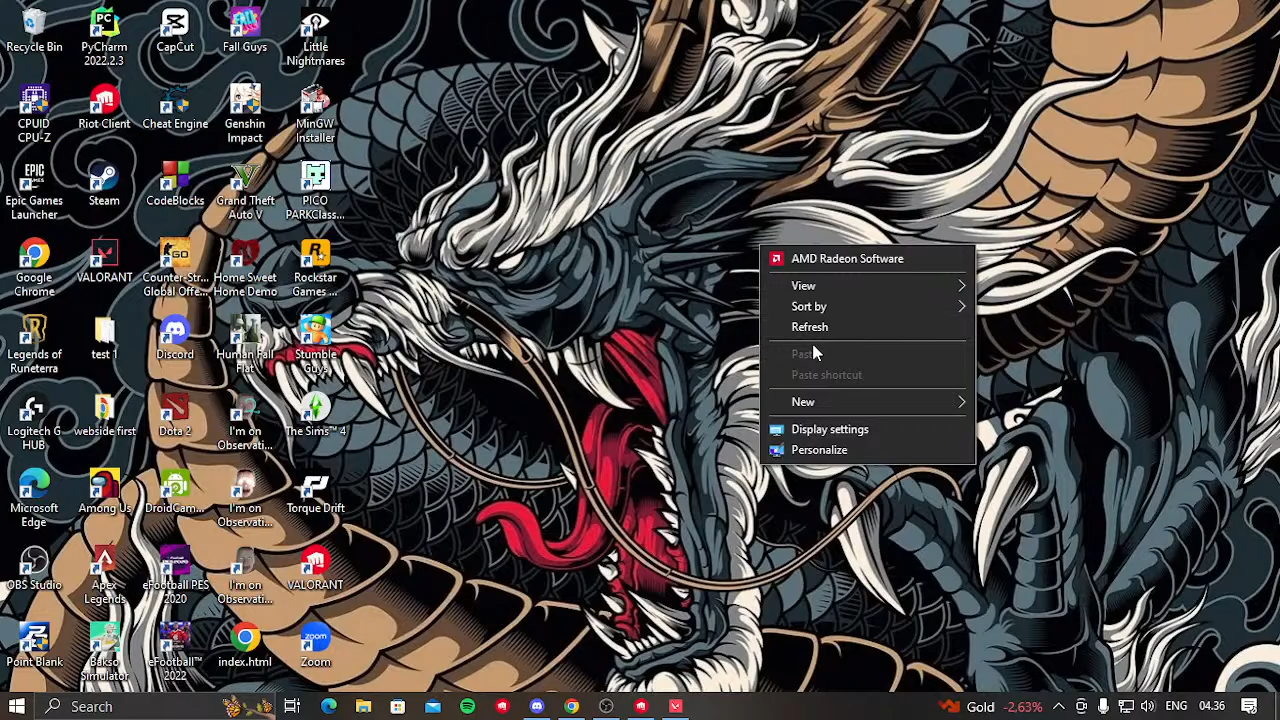 Recycle Bin
PyCharm
2022.2.3
CapCut
Fall Guys
Little
Nightmares
CPUID
CPU-Z
Riot Client
Cheat Engine
Genshin
Impact
MinGW
Installer
Epic Games
Launcher
Steam
CodeBlocks
Grand Theft
Auto V
PICO
PARKClass...
Google
Chrome
VALORANT
Counter-Str...
Global Offe...
Home Sweet
Home Demo
Rockstar
Games ...
Legends of
Runeterra
test 1
Discord
Human Fall
Flat
Stumble
Guys
Logitech G
HUB
webside first
Dota 2
I'm on
Observati...
The Sims™ 4
Microsoft
Edge
Among Us
DroidCam...
I'm on
Observati...
Torque Drift
OBS Studio
Apex
Legends
eFootball PES
2020
I'm on
Observati...
VALORANT
Point Blank
Bakso
Simulator
eFootball™
2022
index.html
Zoom
AMD Radeon Software
View
Sort by
Refresh
Paste shortcut
New
Display settings
Personalize
Search
Gold -2,63%
ENG
04.36